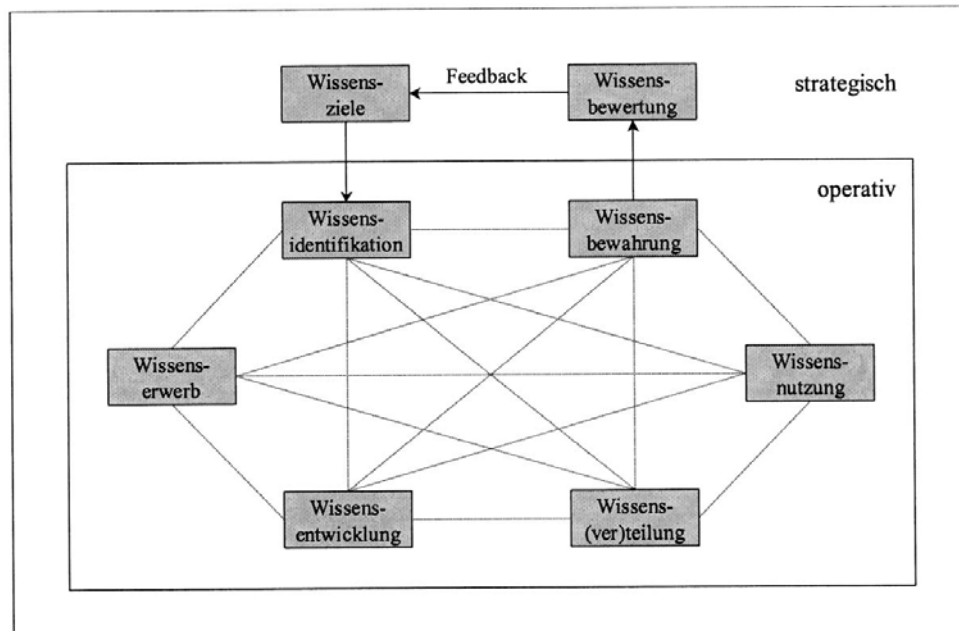 Wissens-
ziele
Feedback
Wissens-
bewertung
strategisch
operativ
Wissens-
identifikation
Wissens-
bewahrung
Wissens-
erwerb
Wissens-
nutzung
Wissens-
entwicklung
Wissens-
(ver)teilung